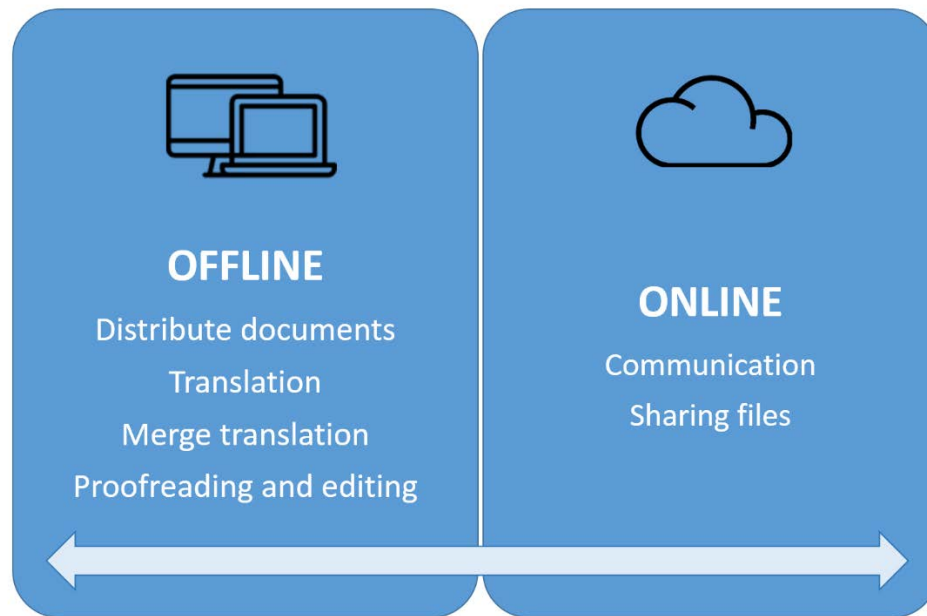 OFFLINE
Distribute documents
Translation
Merge translation
Proofreading and editing
ONLINE
Communication
Sharing files